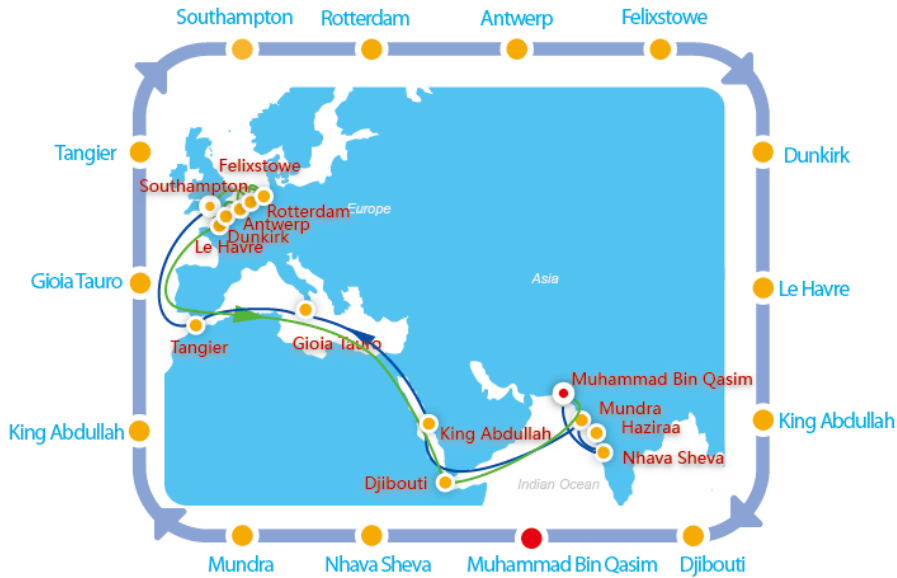 Southampton
Rotterdam
Antwerp
Felixstowe
Tangier
Dunkirk
Felixstowe
Southampton
Rotterdam
Europe
Antwerp
Dunkirk
Le Havre
Gioia Tauro
Asia
Le Havre
Tangier
Gioia Tauro
Muhammad Bin Qasim
Mundra
Haziraa
King Abdullah
King Abdullah
King Abdullah
Nhava Sheva
Djibouti
Indian Ocean
Mundra
Nhava Sheva
Muhammad Bin Qasim
Djibouti